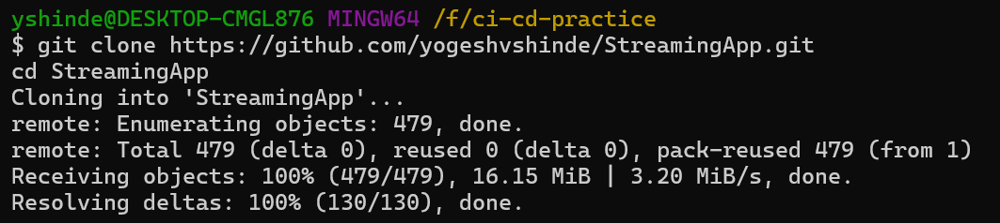 yshinde@DESKTOP-CMGL876 MINGW64 /f/ci-cd-practice
$ git clone https://github.com/yogeshvshinde/StreamingApp.git
cd StreamingApp
Cloning into 'StreamingApp'...
remote: Enumerating objects: 479, done.
remote: Total 479 (delta 0), reused 0 (delta 0), pack-reused 479 (from 1)
Receiving objects: 100% (479/479), 16.15 MiB | 3.20 MiB/s, done.
Resolving deltas: 100% (130/130), done.